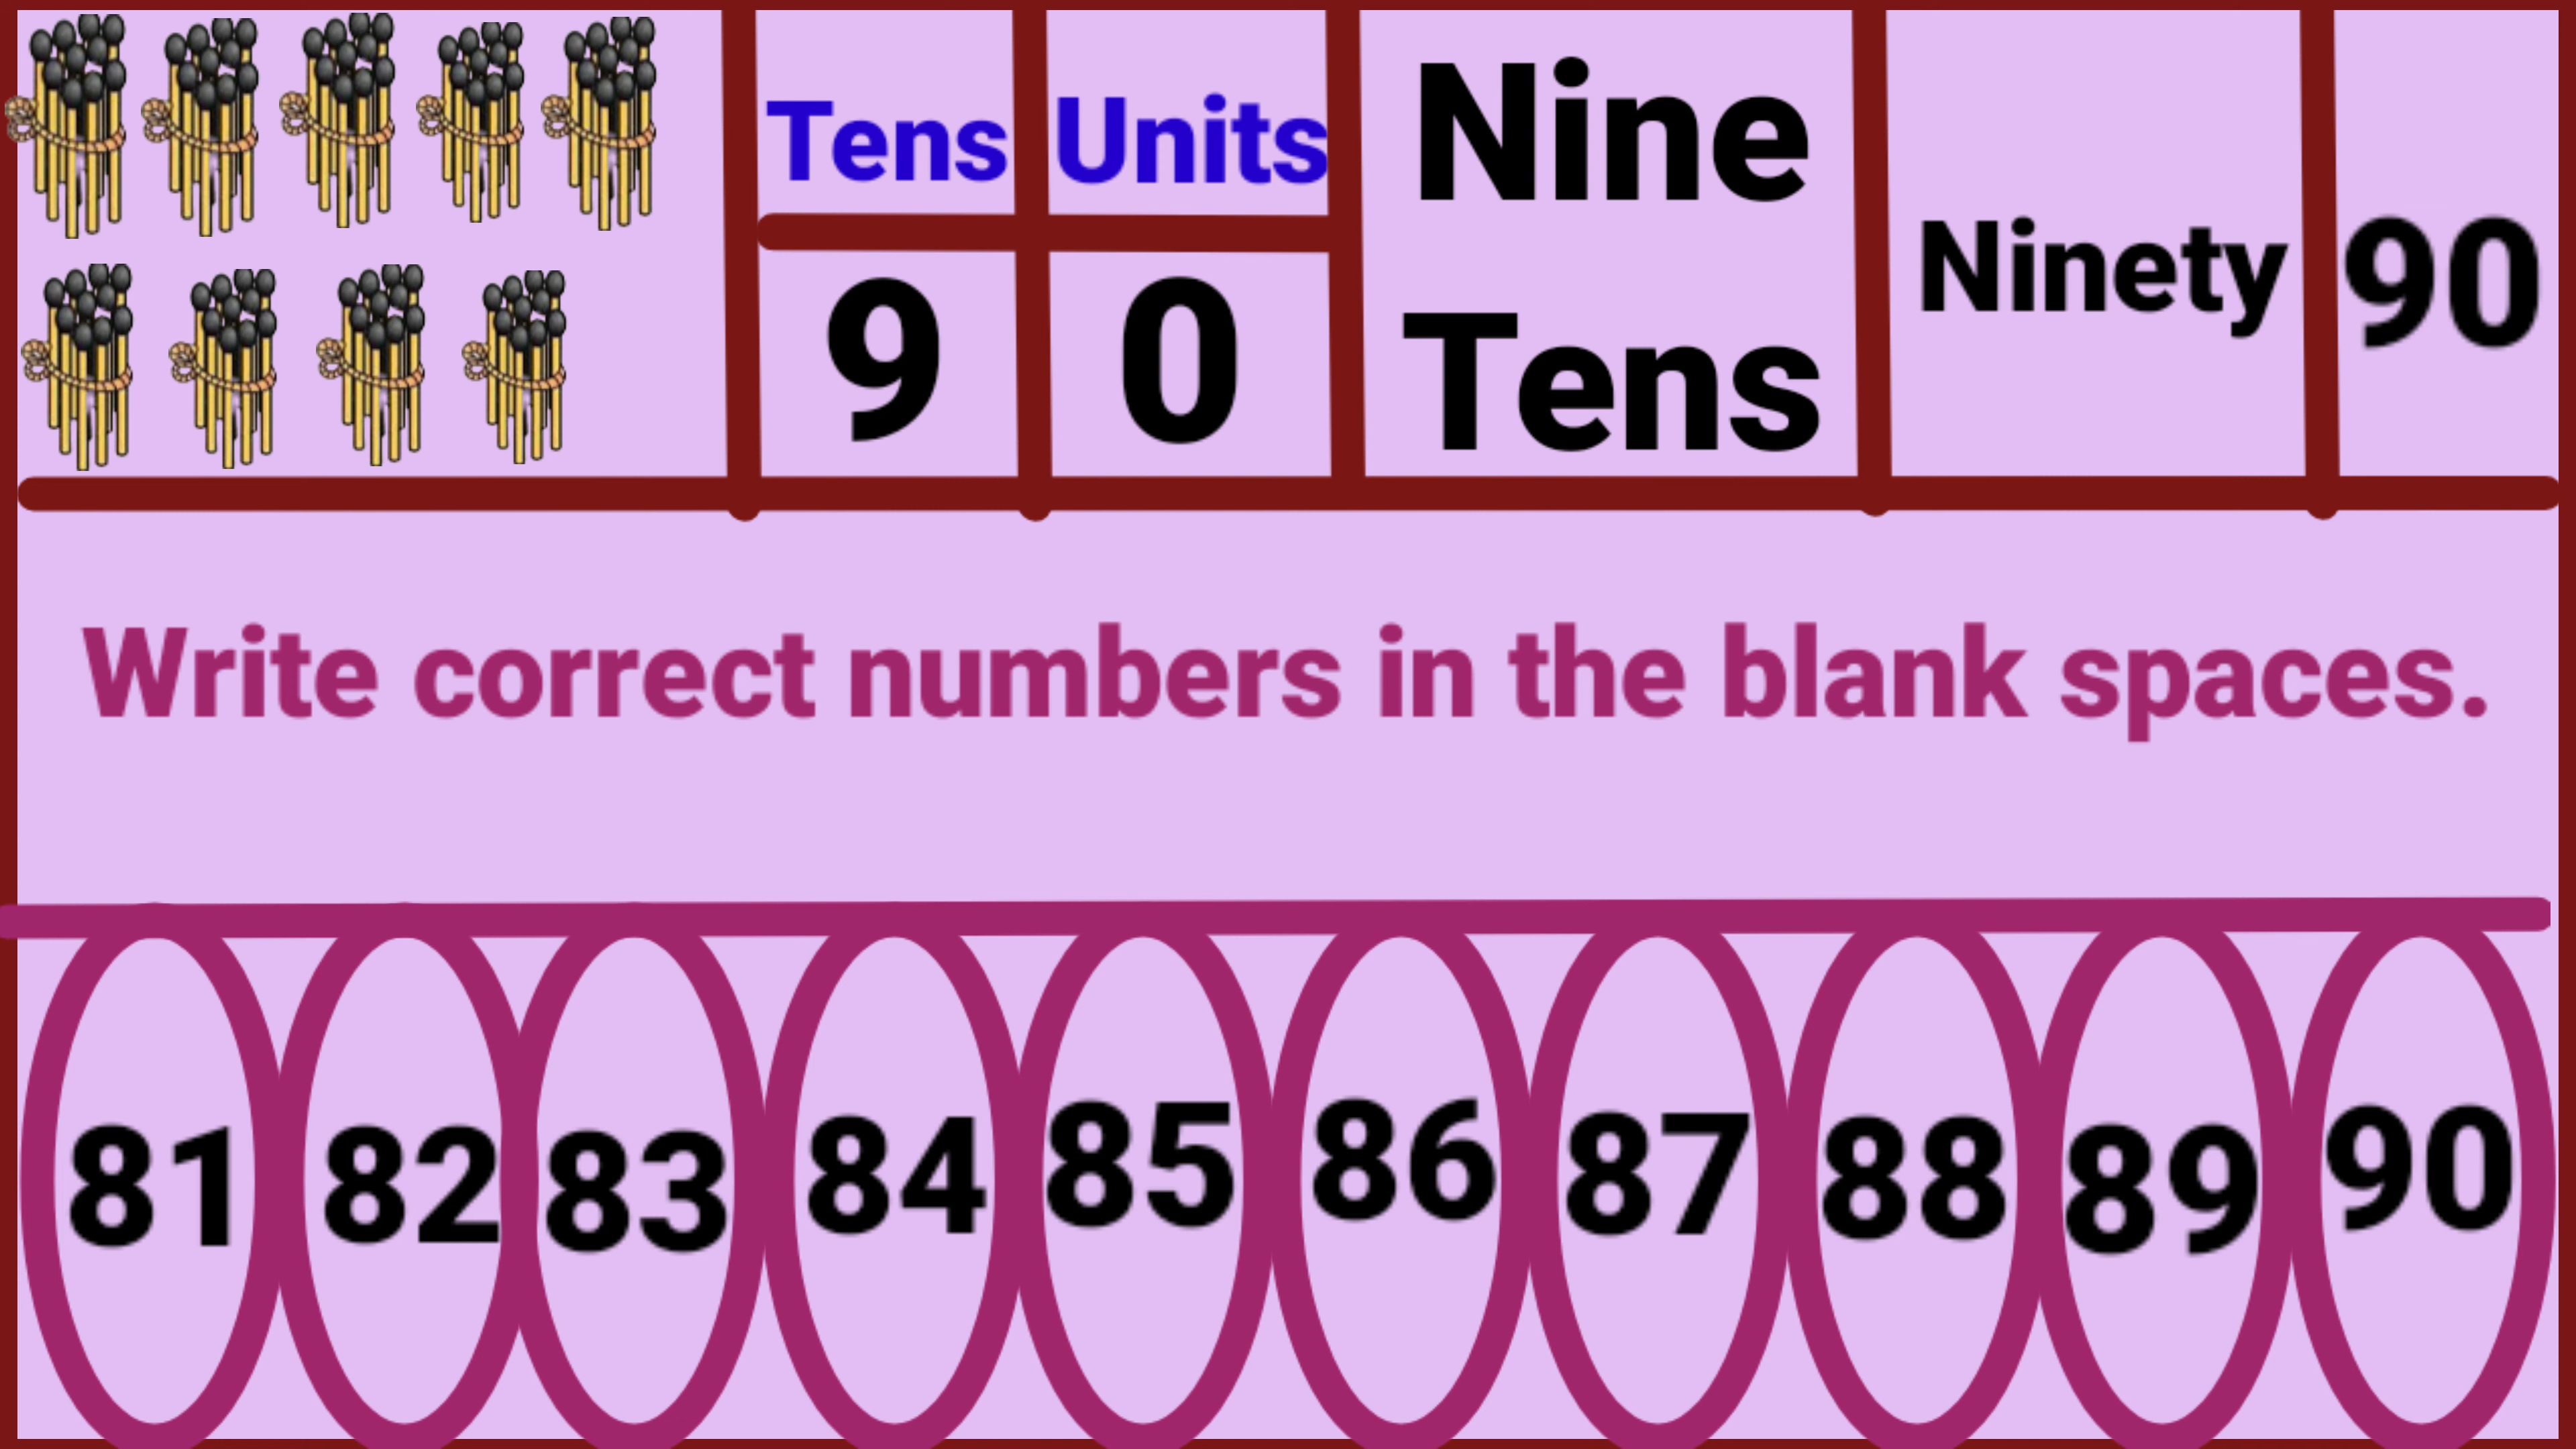 Tens Units
9 0
Nine
Tens
Ninety
90
Write correct numbers in the blank spaces.
81 82 83 84 85 86 87 88 89 90